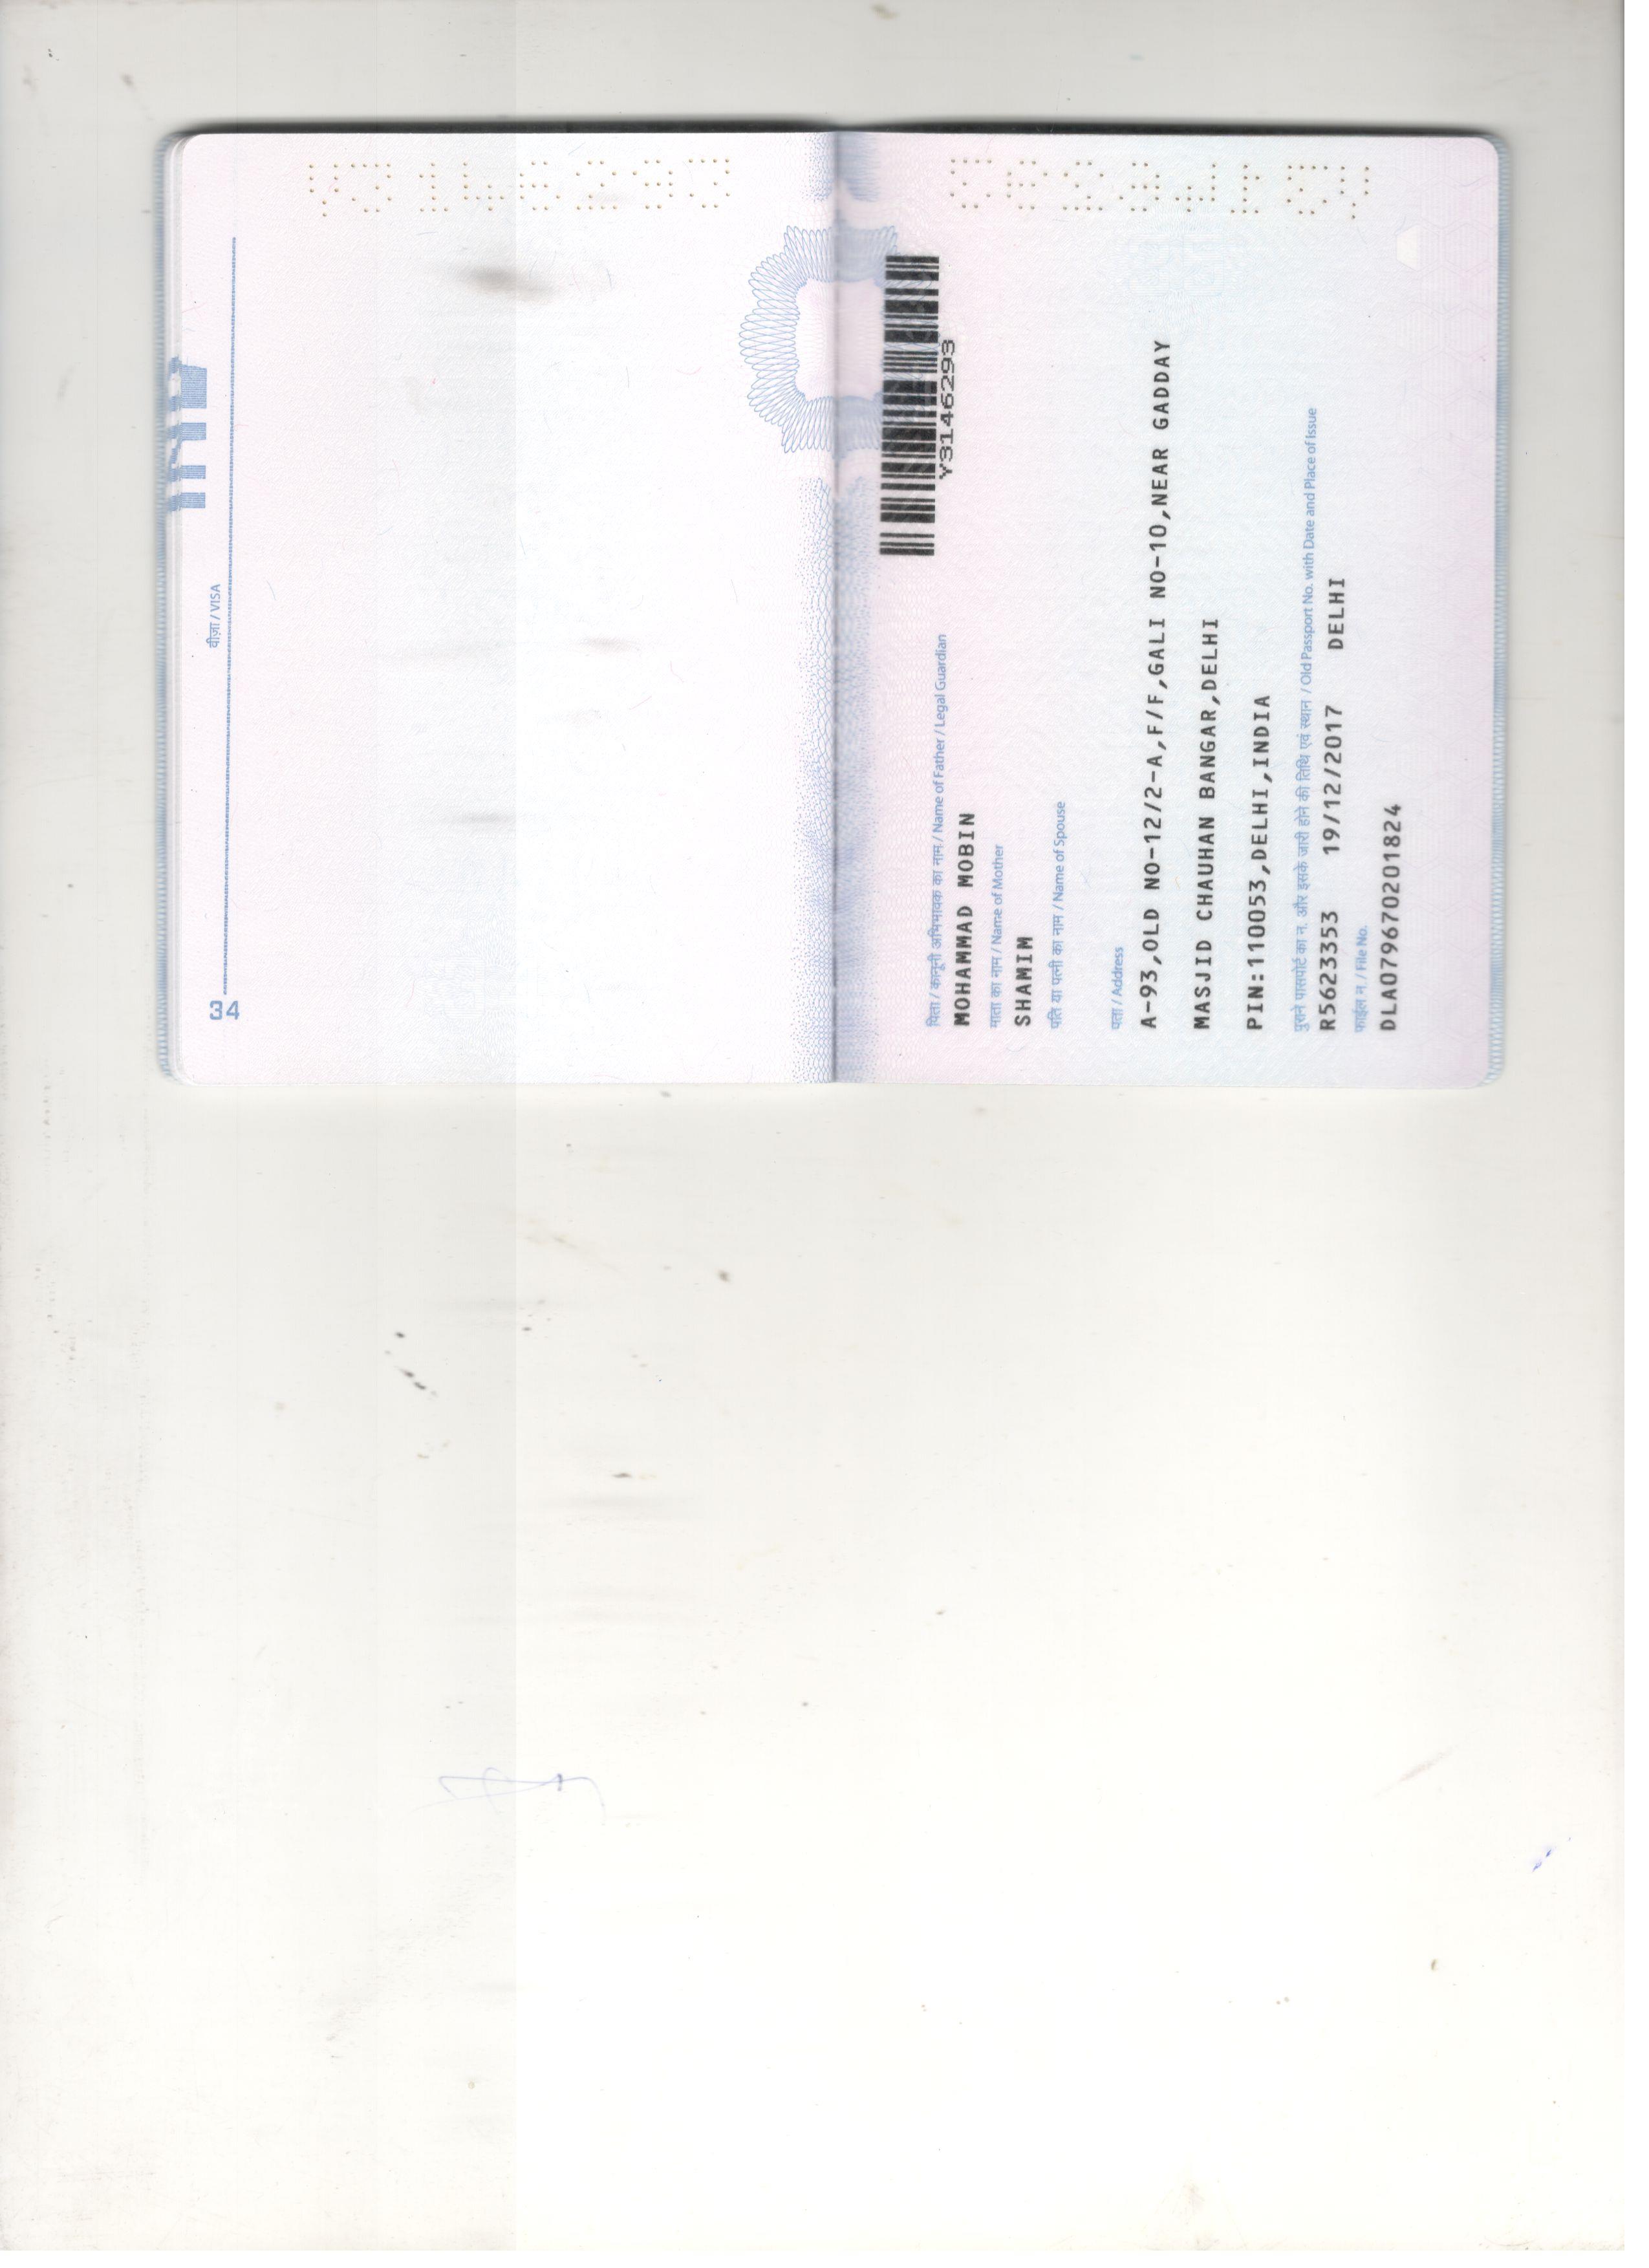 34
वीज़ा / VISA
Y3146293
Y3146293
पिता / कानूनी अभिभावक का नाम / Name of Father / Legal Guardian
MOHAMMAD MOBIN
माता का नाम / Name of Mother
SHAMIM
पति या पत्नी का नाम / Name of Spouse
पता / Address
A-93,OLD NO-12/2-A,F/F,GALI NO-10,NEAR GADDAY
MASJID CHAUHAN BANGAR,DELHI
PIN:110053,DELHI,INDIA
पुराने पासपोर्ट का न. और इसके जारी होने की तिथि एवं स्थान / Old Passport No. with Date and Place of Issue
R5623353 19/12/2017 DELHI
फाईल न / File No.
DLA079670201824
Y3146293